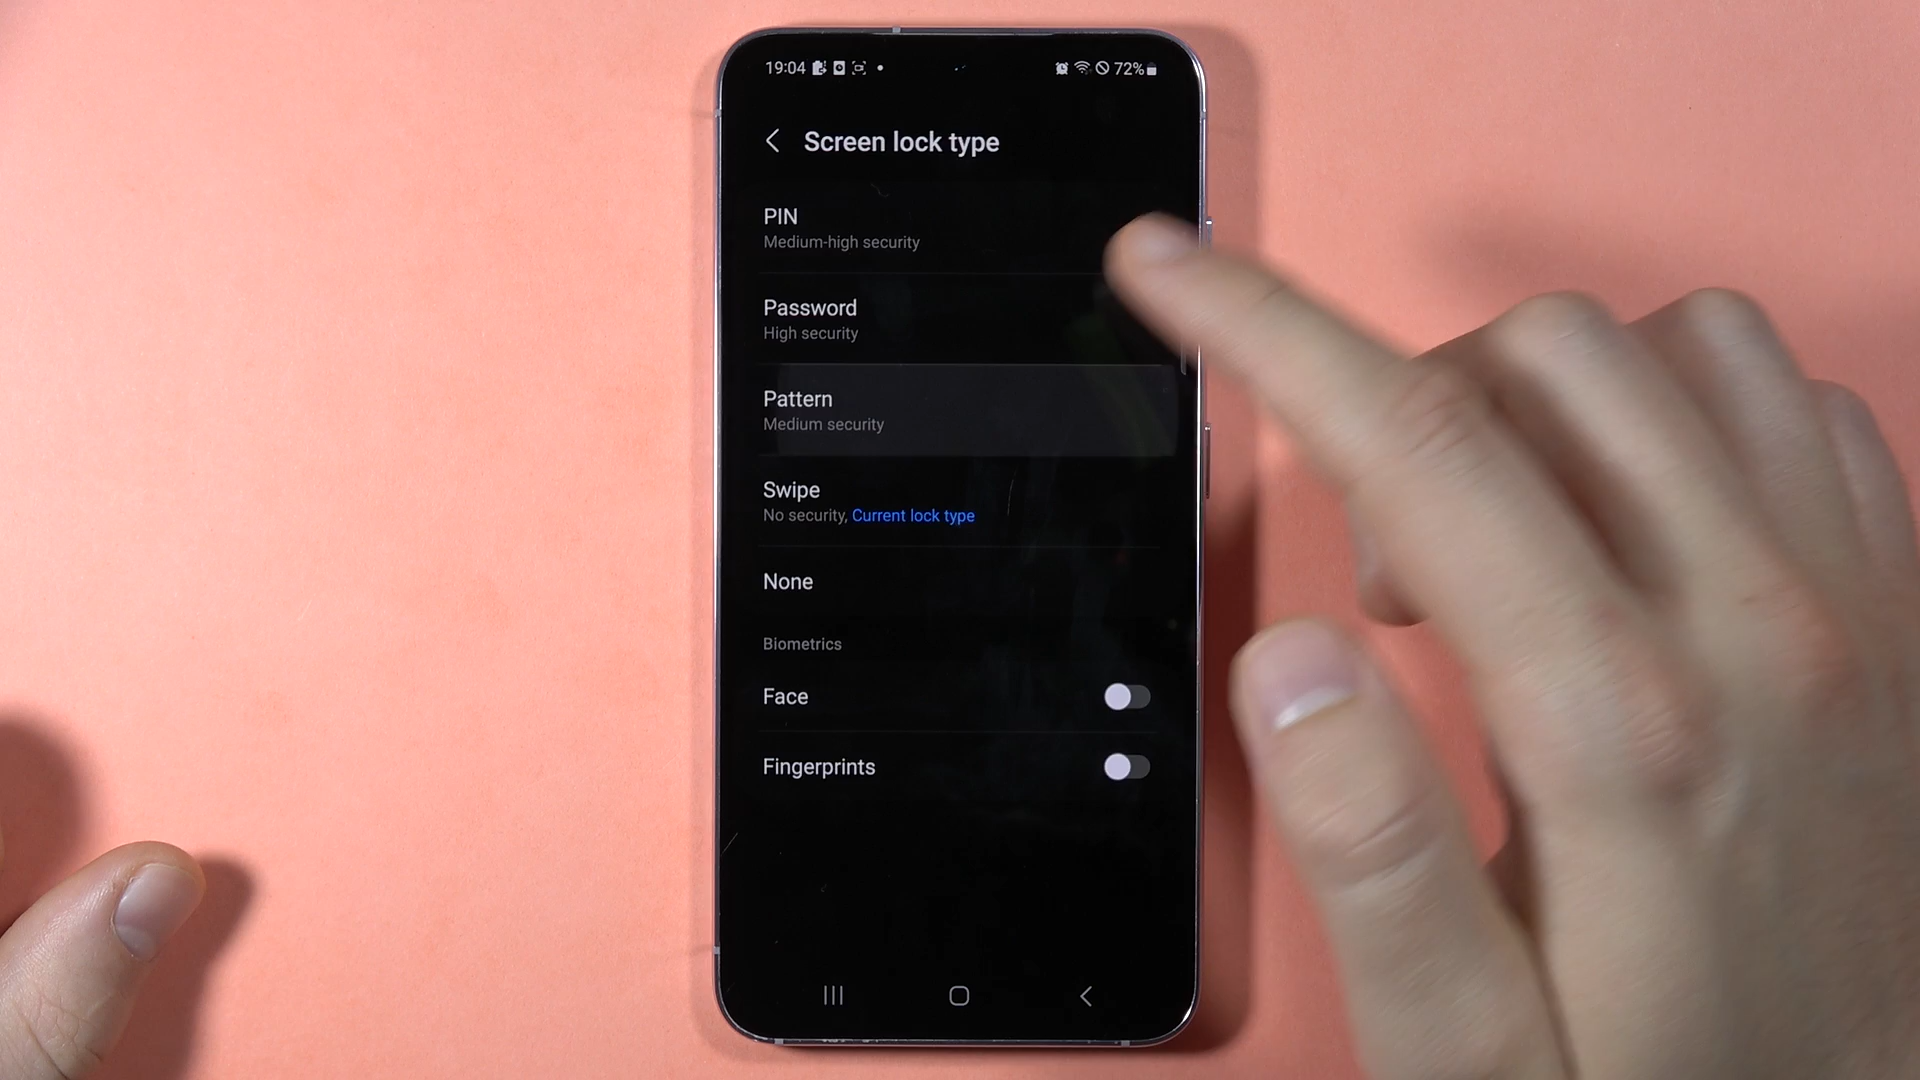 19:04
72%
Screen lock type
PIN
Medium-high security
Password
High security
Pattern
Medium security
Swipe
No security, Current lock type
None
Biometrics
Face
Fingerprints